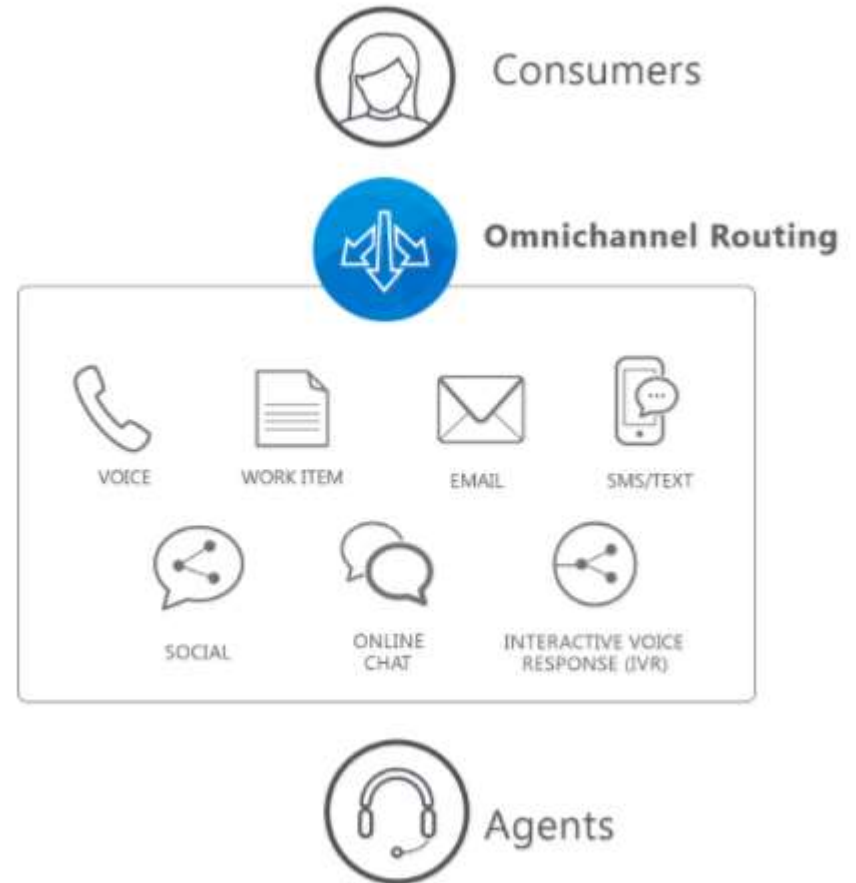 Consumers
Omnichannel Routing
VOICE
WORK ITEM
EMAIL
SMS/TEXT
SOCIAL
ONLINE
CHAT
INTERACTIVE VOICE
RESPONSE (IVR)
Agents